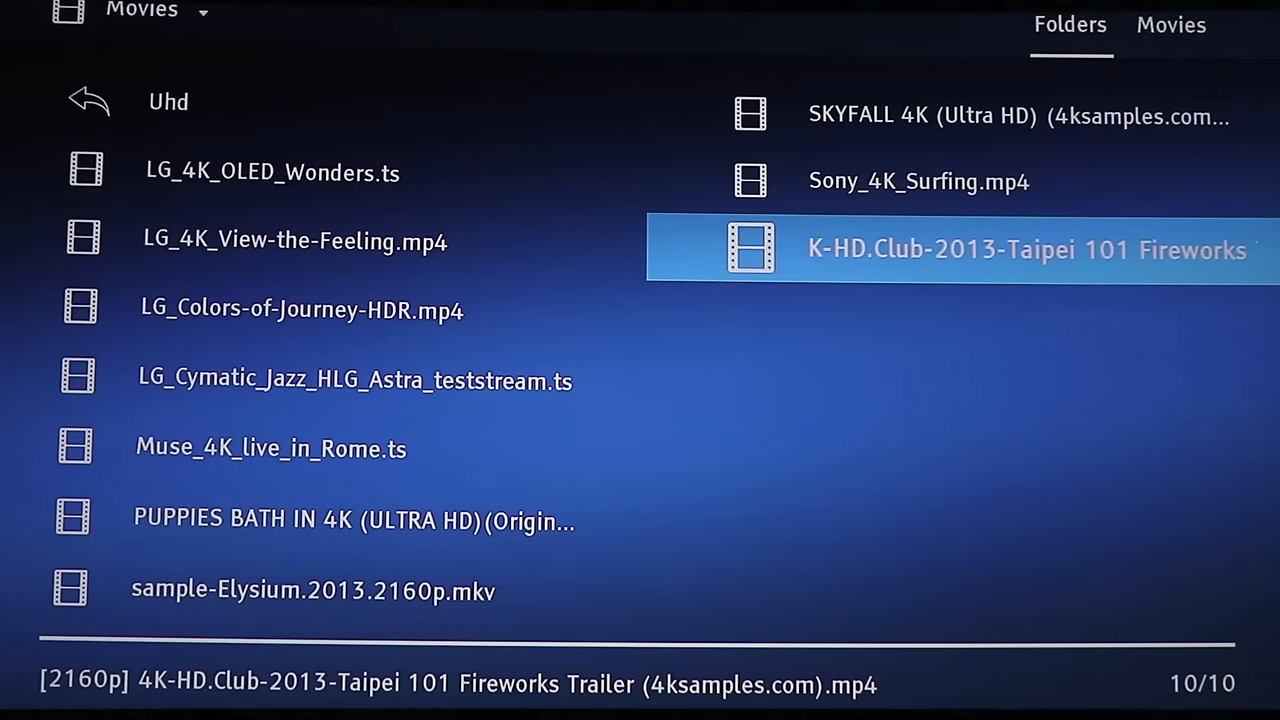 Movies
Folders Movies
Uhd
LG_4K_OLED_Wonders.ts
LG_4K_View-the-Feeling.mp4
LG_Colors-of-Journey-HDR.mp4
LG_Cymatic_Jazz_HLG_Astra_teststream.ts
Muse_4K_live_in_Rome.ts
PUPPIES BATH IN 4K (ULTRA HD)(Origin...
sample-Elysium.2013.2160p.mkv
SKYFALL 4K (Ultra HD) (4ksamples.com...
Sony_4K_Surfing.mp4
K-HD.Club-2013-Taipei 101 Fireworks
[2160p] 4K-HD.Club-2013-Taipei 101 Fireworks Trailer (4ksamples.com).mp4
10/10